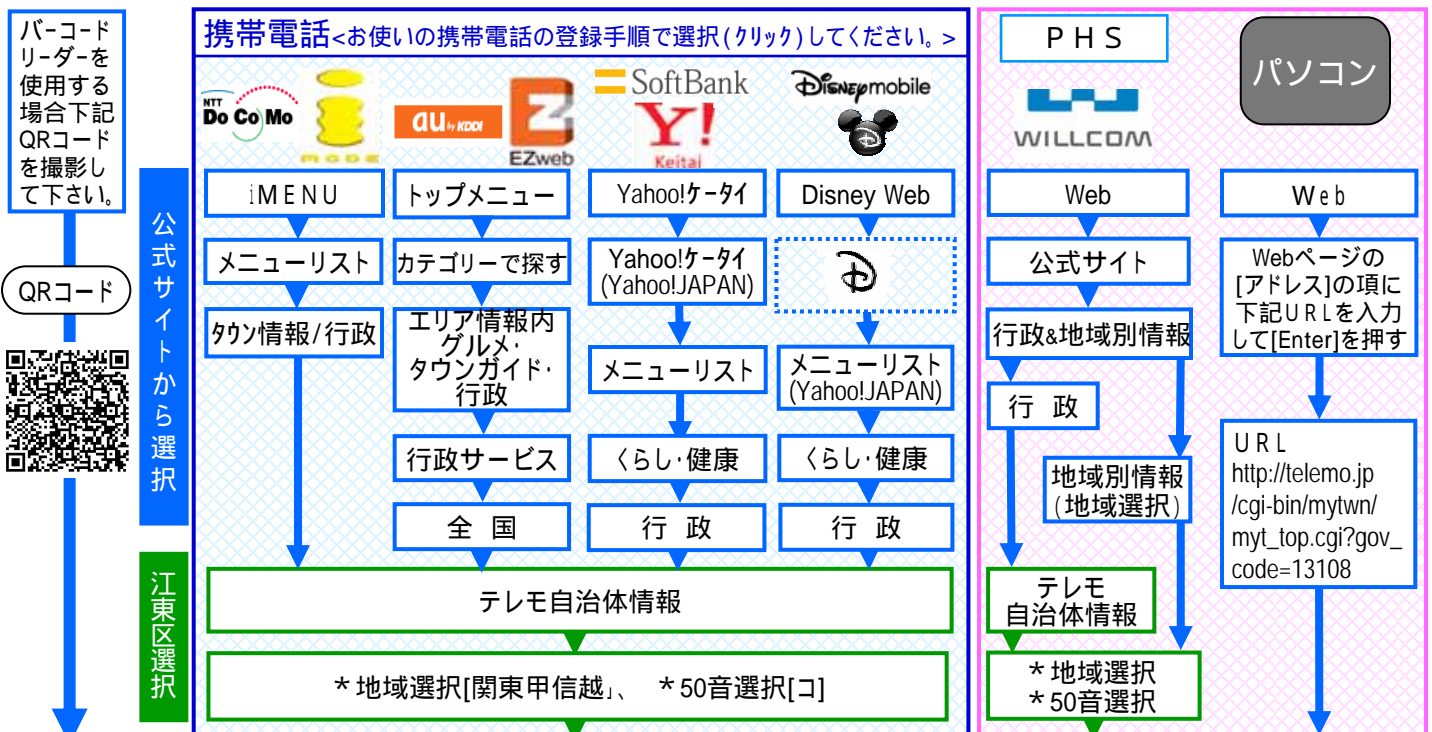 バーコード
リーダーを
使用する
場合下記
QRコード
を撮影し
て下さい。
QRコード
公式サイトから選択
江東区選択
携帯電話<お使いの携帯電話の登録手順で選択(クリック)してください。>
NTT
DoCoMo
mode
au by KDDI
EZweb
SoftBank
Y!
Keitai
Disney mobile
D
iMENU
メニューリスト
タウン情報/行政
トップメニュー
カテゴリーで探す
エリア情報内
グルメ・
タウンガイド・
行政
行政サービス
全 国
Yahoo!ケータイ
Yahoo!ケータイ
(Yahoo!JAPAN)
メニューリスト
くらし・健康
行 政
Disney Web
D
メニューリスト
(Yahoo!JAPAN)
くらし・健康
行 政
テレモ自治体情報
*地域選択[関東甲信越」、 *50音選択[コ]
PHS
WILLCOM
Web
公式サイト
行政&地域別情報
行 政
地域別情報
(地域選択)
テレモ
自治体情報
*地域選択
*50音選択
パソコン
Web
Webページの
[アドレス]の項に
下記URLを入力
して[Enter]を押す
URL
http://telemo.jp
/cgi-bin/mytwn/
myt_top.cgi?gov_
code=13108